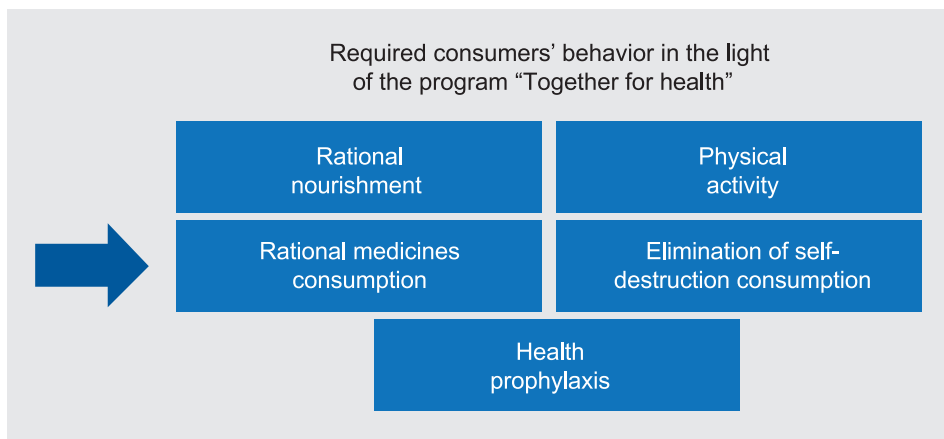 Required consumers’ behavior in the light
of the program “Together for health”
Rational
nourishment
Physical
activity
Rational medicines
consumption
Elimination of self-
destruction consumption
Health
prophylaxis